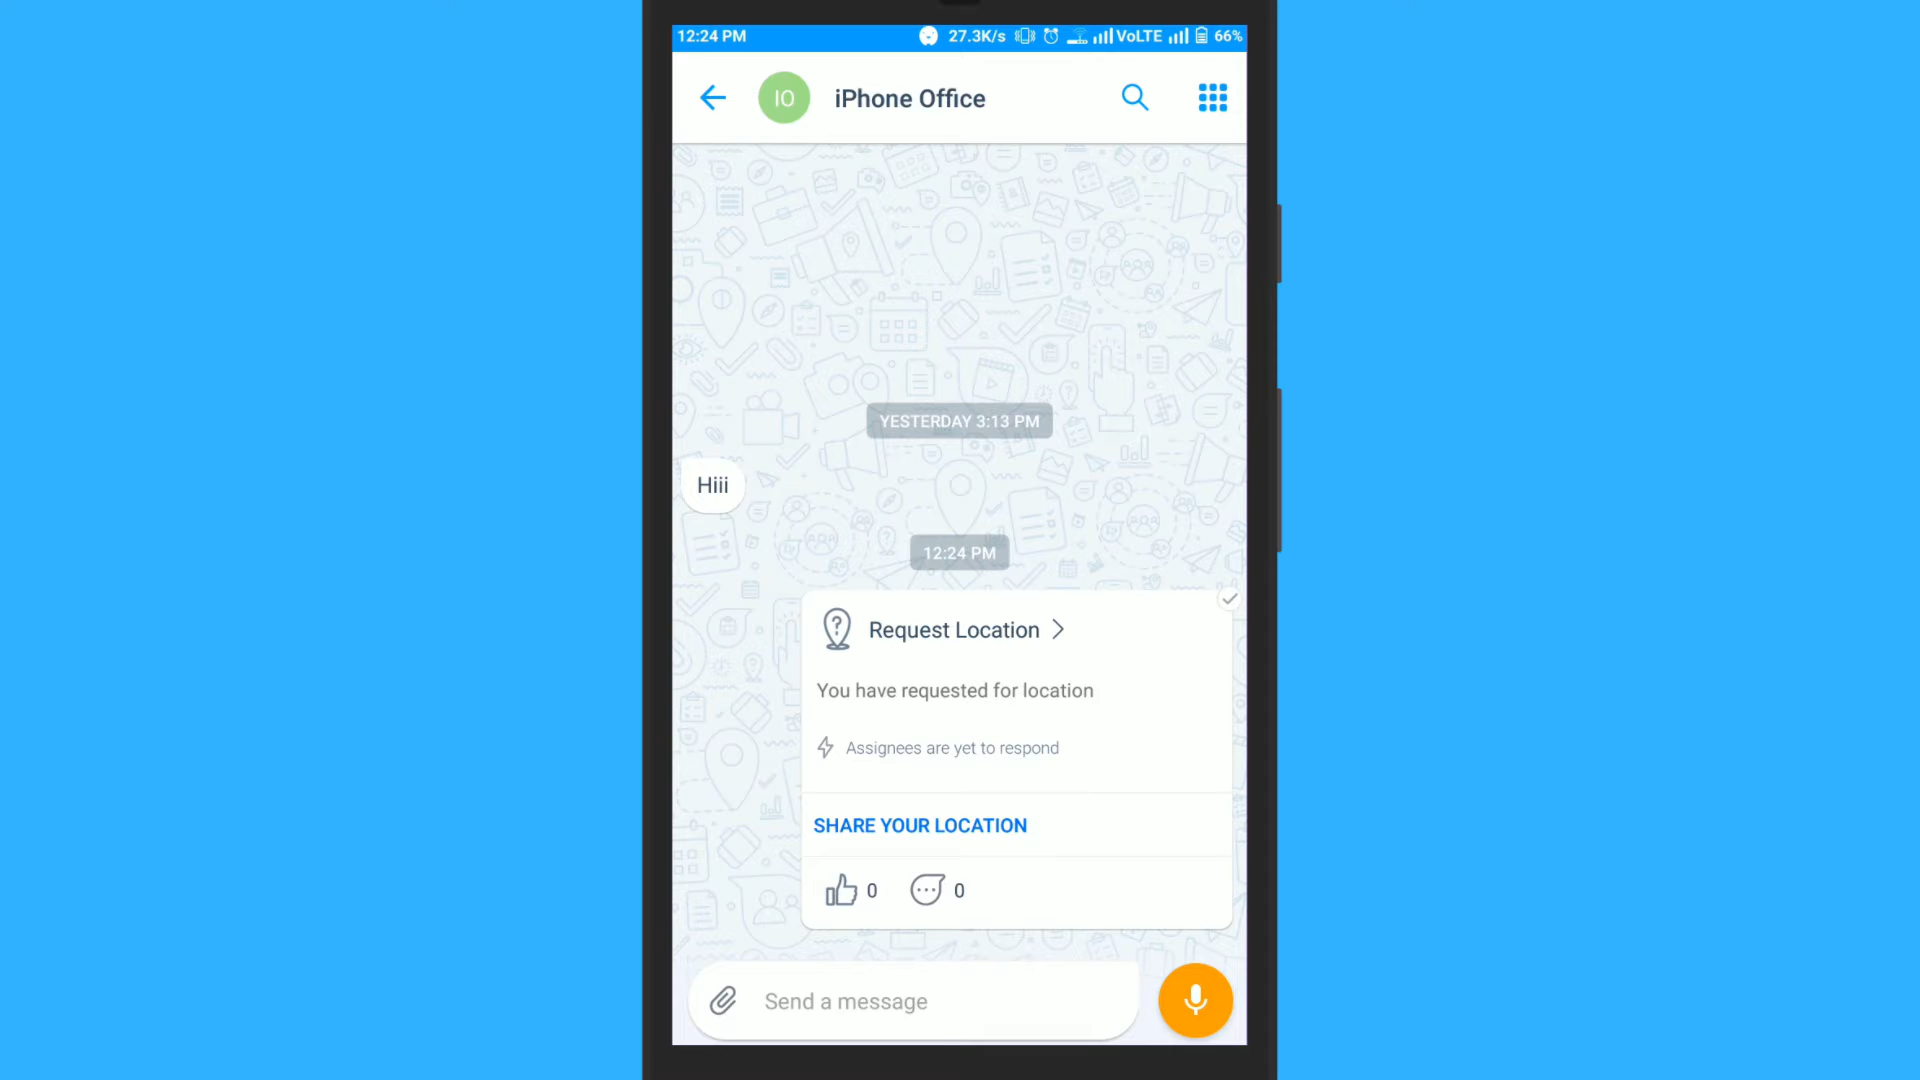 12:24 PM 27.3K/s VoLTE 66%
IO iPhone Office
YESTERDAY 3:13 PM
Hiii
12:24 PM
Request Location
You have requested for location
Assignees are yet to respond
SHARE YOUR LOCATION
0 0
Send a message